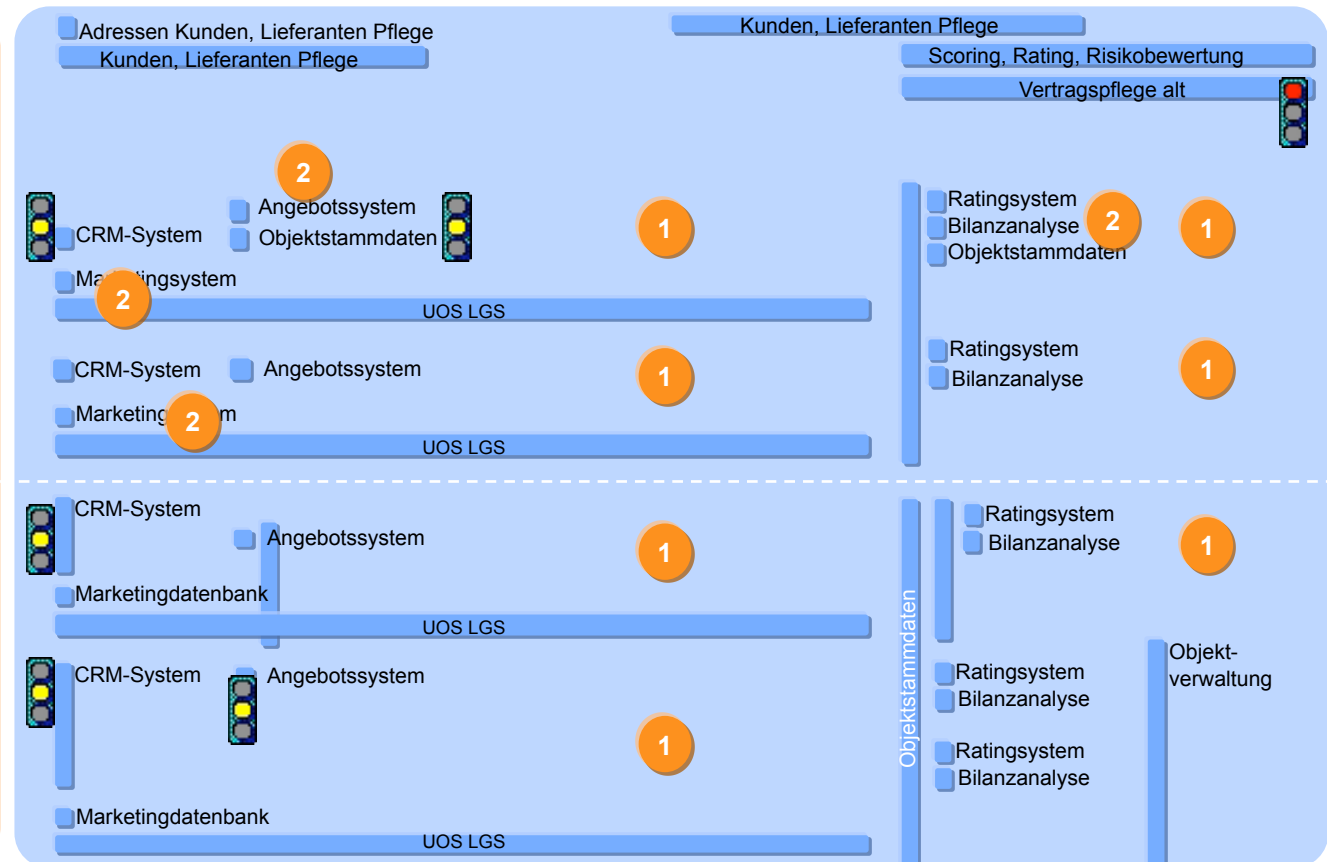 Adressen Kunden, Lieferanten Pflege
Kunden, Lieferanten Pflege
Kunden, Lieferanten Pflege
Scoring, Rating, Risikobewertung
Vertragspflege alt
2
Angebotssystem
Objektstammdaten
CRM-System
1
Marketingsystem
2
UOS LGS
Ratingsystem
Bilanzanalyse
Objektstammdaten
2
1
CRM-System
Angebotssystem
1
Marketingsystem
2
UOS LGS
Ratingsystem
Bilanzanalyse
1
CRM-System
Angebotssystem
1
Marketingdatenbank
UOS LGS
Objektstammdaten
Ratingsystem
Bilanzanalyse
1
CRM-System
Angebotssystem
1
Marketingdatenbank
UOS LGS
Ratingsystem
Bilanzanalyse
Ratingsystem
Bilanzanalyse
Objekt-
verwaltung